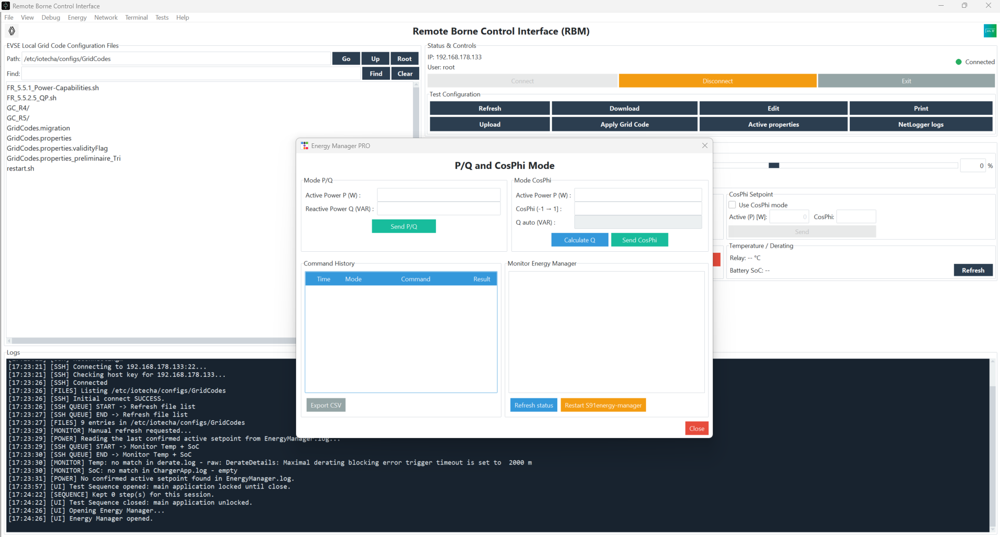 Remote Borne Control Interface
File View Debug Energy Network Terminal Tests Help
Remote Borne Control Interface (RBM)
EVSE Local Grid Code Configuration Files
Path: /etc/iotecha/configs/GridCodes Go Up Root
Find: Find Clear
FR_5.5.1_Power-Capabilities.sh
FR_5.5.2.5_QP.sh
GC_R4/
GC_R5/
GridCodes.migration
GridCodes.properties
GridCodes.properties.validityFlag
GridCodes.properties_preliminaire_Tri
restart.sh
Status & Controls
IP: 192.168.178.133
User: root
Connected
Connect Disconnect Exit
Test Configuration
Refresh Download Edit Print
Upload Apply Grid Code Active properties NetLogger logs
0 %
CosPhi Setpoint
Use CosPhi mode
Active (P) [W]: 0 CosPhi:
Send
Temperature / Derating
Relay: -- °C
Battery SoC: --
Refresh
Energy Manager PRO
P/Q and CosPhi Mode
Mode P/Q
Active Power P (W) :
Reactive Power Q (VAR) :
Send P/Q
Mode CosPhi
Active Power P (W) :
CosPhi (-1 → 1) :
Q auto (VAR) :
Calculate Q Send CosPhi
Command History
Time Mode Command Result
Export CSV
Monitor Energy Manager
Refresh status Restart S91energy-manager
Close
Logs
[17:23:21] [SSH] Connecting to 192.168.178.133:22...
[17:23:21] [SSH] Checking host key for 192.168.178.133...
[17:23:26] [SSH] Connected
[17:23:26] [FILES] Listing /etc/iotecha/configs/GridCodes
[17:23:26] [SSH] Initial connect SUCCESS.
[17:23:26] [SSH QUEUE] START -> Refresh file list
[17:23:27] [SSH QUEUE] END -> Refresh file list
[17:23:27] [FILES] 9 entries in /etc/iotecha/configs/GridCodes
[17:23:29] [MONITOR] Manual refresh requested...
[17:23:29] [POWER] Reading the last confirmed active setpoint from EnergyManager.log...
[17:23:29] [SSH QUEUE] START -> Monitor Temp + SoC
[17:23:30] [SSH QUEUE] END -> Monitor Temp + SoC
[17:23:30] [MONITOR] Temp: no match in derate.log - raw: DerateDetails: Maximal derating blocking error trigger timeout is set to 2000 m
[17:23:30] [MONITOR] SoC: no match in ChargerApp.log - empty
[17:23:31] [POWER] No confirmed active setpoint found in EnergyManager.log.
[17:23:57] [UI] Test Sequence opened: main application locked until close.
[17:24:22] [SEQUENCE] Kept 0 step(s) for this session.
[17:24:22] [UI] Test Sequence closed: main application unlocked.
[17:24:26] [UI] Opening Energy Manager...
[17:24:26] [UI] Energy Manager opened.